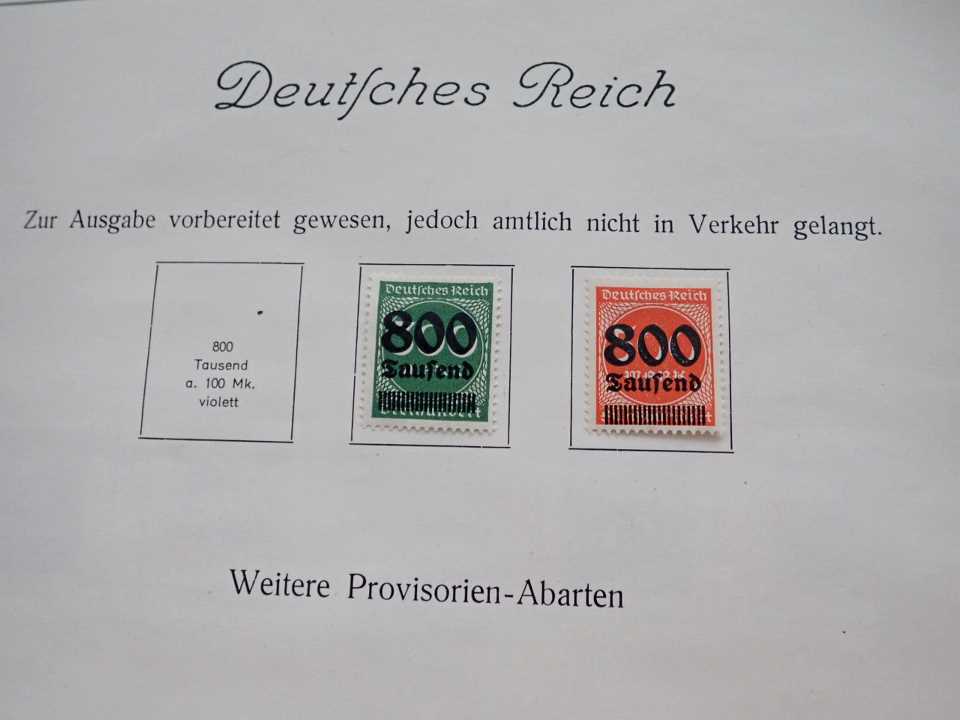 Deutſches Reich
Zur Ausgabe vorbereitet gewesen, jedoch amtlich nicht in Verkehr gelangt.
800
Tausend
a. 100 Mk.
violett
Deutſches Reich
800
Tauſend
Dreihundert
Deutſches Reich
800
Tauſend
Weitere Provisorien-Abarten